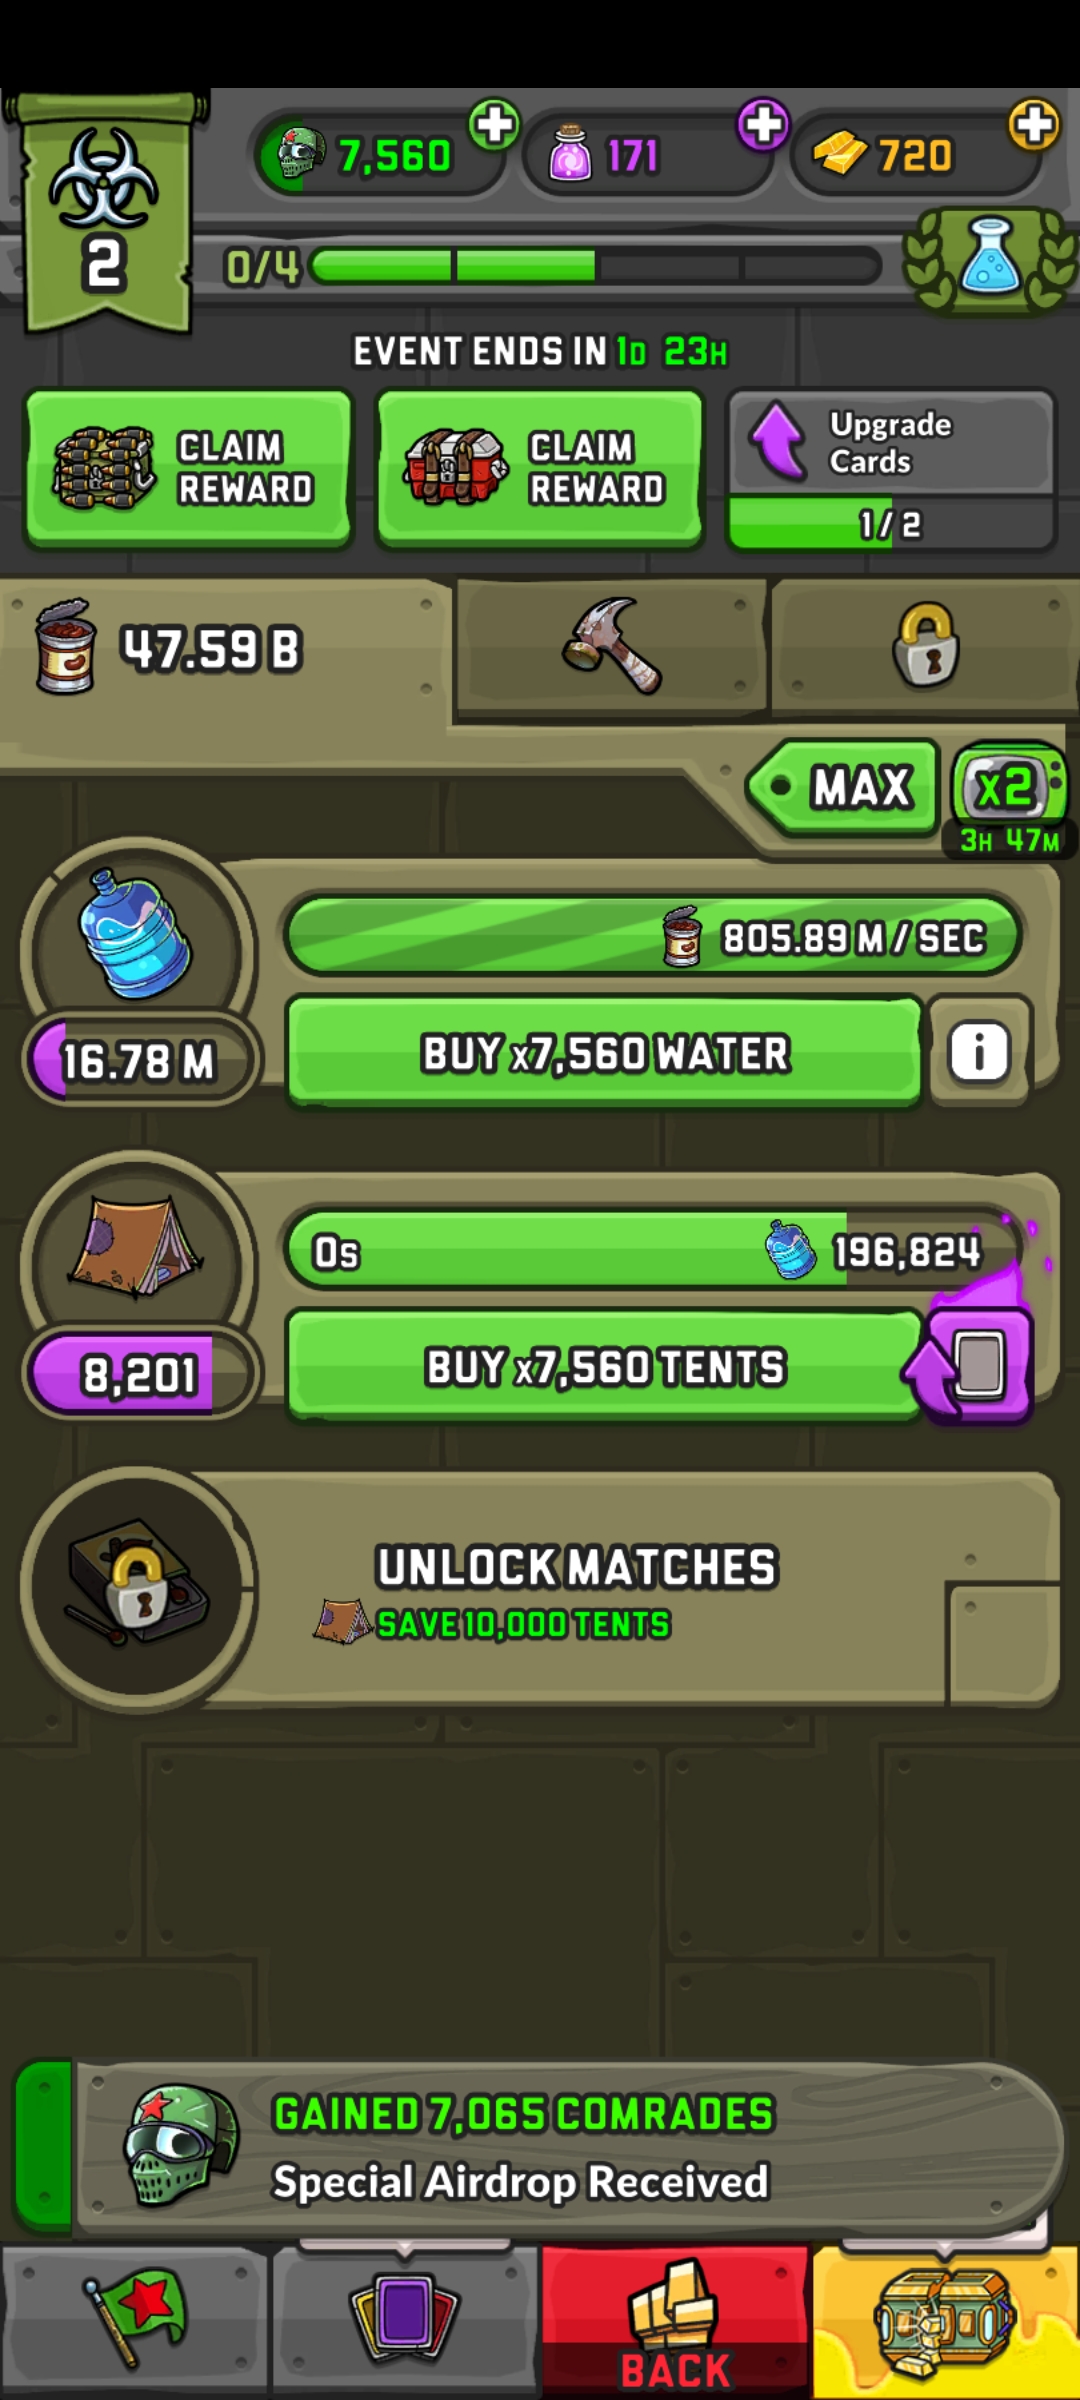 7,560
171
720
2
0/4
EVENT ENDS IN 1D 23H
CLAIM
REWARD
CLAIM
REWARD
Upgrade
Cards
1/2
47.59 B
MAX
x2
3H 47M
805.89 M / SEC
16.78 M
BUY x7,560 WATER
i
0s
196,824
8,201
BUY x7,560 TENTS
UNLOCK MATCHES
SAVE 10,000 TENTS
GAINED 7,065 COMRADES
Special Airdrop Received
BACK